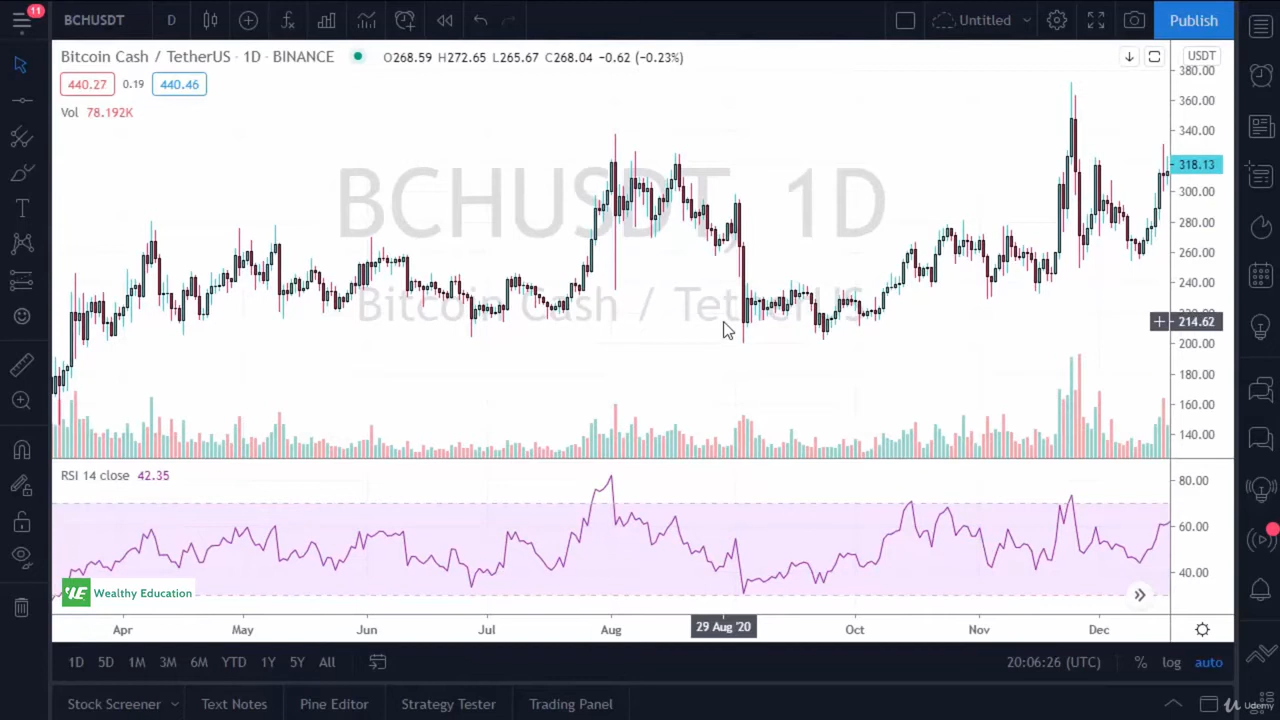 11
BCHUSDT
D
Untitled
Publish
Bitcoin Cash / TetherUS · 1D · BINANCE
O268.59 H272.65 L265.67 C268.04 −0.62 (−0.23%)
USDT
440.27
0.19
440.46
Vol 78.192K
BCHUSDT, 1D
Bitcoin Cash / TetherUS
380.00
360.00
340.00
318.13
300.00
280.00
260.00
240.00
220.00
214.62
200.00
180.00
160.00
140.00
RSI 14 close 42.35
80.00
60.00
40.00
Wealthy Education
Apr
May
Jun
Jul
Aug
29 Aug '20
Oct
Nov
Dec
1D 5D 1M 3M 6M YTD 1Y 5Y All
20:06:26 (UTC)
% log auto
Stock Screener
Text Notes
Pine Editor
Strategy Tester
Trading Panel
Udemy